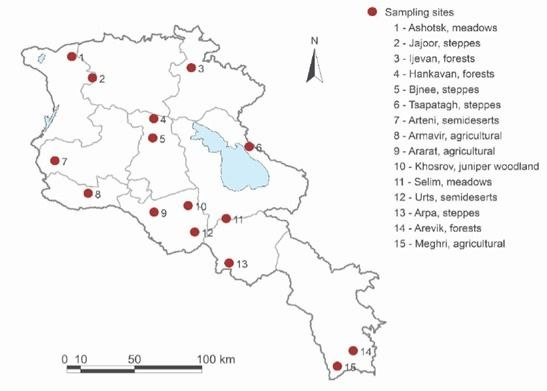 Sampling sites
1 - Ashotsk, meadows
2 - Jajoor, steppes
3 - Ijevan, forests
4 - Hankavan, forests
5 - Bjnee, steppes
6 - Tsapatagh, steppes
7 - Arteni, semideserts
8 - Armavir, agricultural
9 - Ararat, agricultural
10 - Khosrov, juniper woodland
11 - Selim, meadows
12 - Urts, semideserts
13 - Arpa, steppes
14 - Arevik, forests
15 - Meghri, agricultural
N
1
2
3
4
5
6
7
8
9
10
11
12
13
14
15
0 10 50 100 km